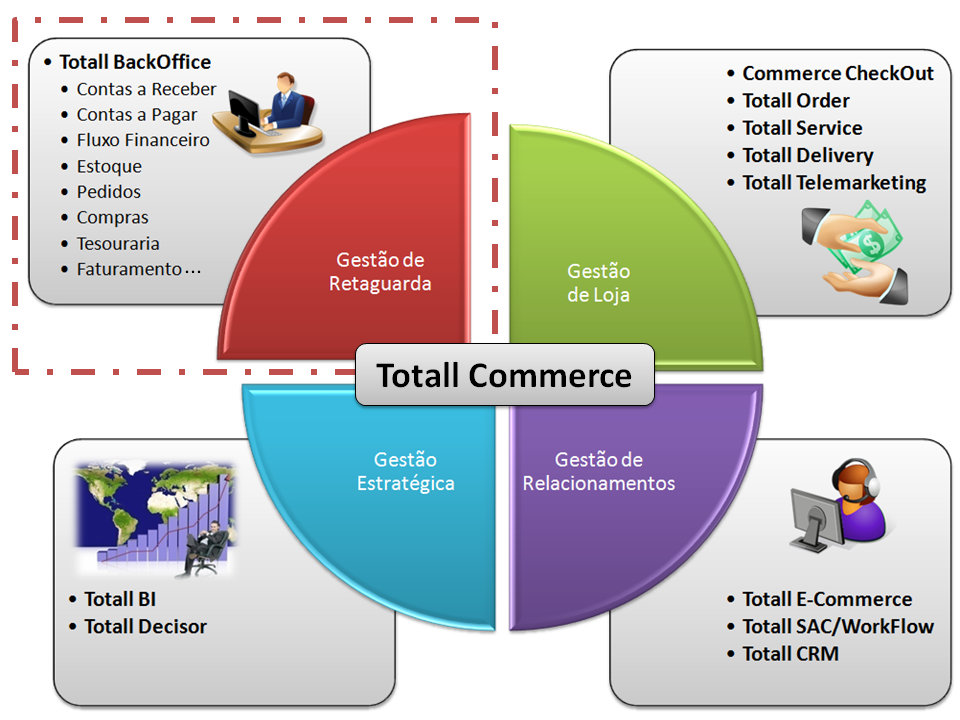 • Totall BackOffice
• Contas a Receber
• Contas a Pagar
• Fluxo Financeiro
• Estoque
• Pedidos
• Compras
• Tesouraria
• Faturamento...
• Commerce CheckOut
• Totall Order
• Totall Service
• Totall Delivery
• Totall Telemarketing
Gestão de
Retaguarda
Gestão
de Loja
Totall Commerce
Gestão
Estratégica
Gestão de
Relacionamentos
• Totall BI
• Totall Decisor
• Totall E-Commerce
• Totall SAC/WorkFlow
• Totall CRM